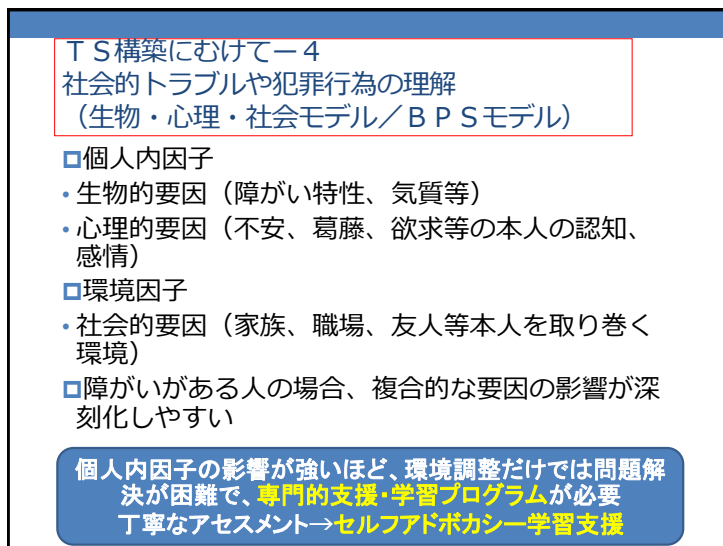 ＴＳ構築にむけてー４
社会的トラブルや犯罪行為の理解
（生物・心理・社会モデル／ＢＰＳモデル）
□個人内因子
・生物的要因（障がい特性、気質等）
・心理的要因（不安、葛藤、欲求等の本人の認知、
感情）
□環境因子
・社会的要因（家族、職場、友人等本人を取り巻く
環境）
□障がいがある人の場合、複合的な要因の影響が深
刻化しやすい
個人内因子の影響が強いほど、環境調整だけでは問題解
決が困難で、専門的支援・学習プログラムが必要
丁寧なアセスメント→セルフアドボカシー学習支援